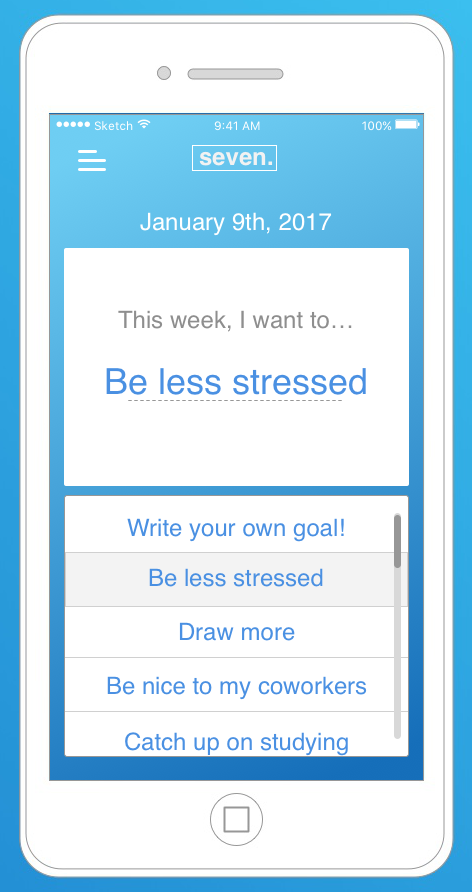 Sketch 9:41 AM 100%
seven.
January 9th, 2017
This week, I want to...
Be less stressed
Write your own goal!
Be less stressed
Draw more
Be nice to my coworkers
Catch up on studying